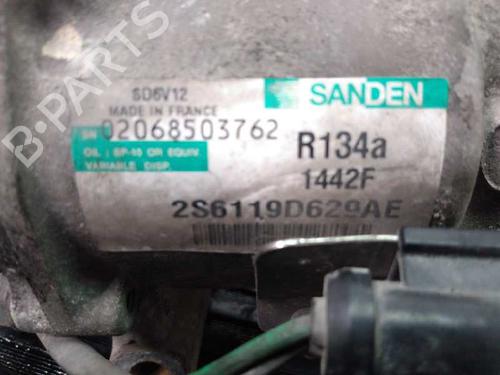 SD6V12
MADE IN FRANCE
SANDEN
SN 02068503762
OIL : SP-10 OR EQUIV.
VARIABLE DISP.
R134a
1442F
2S6119D629AE
B-PARTS